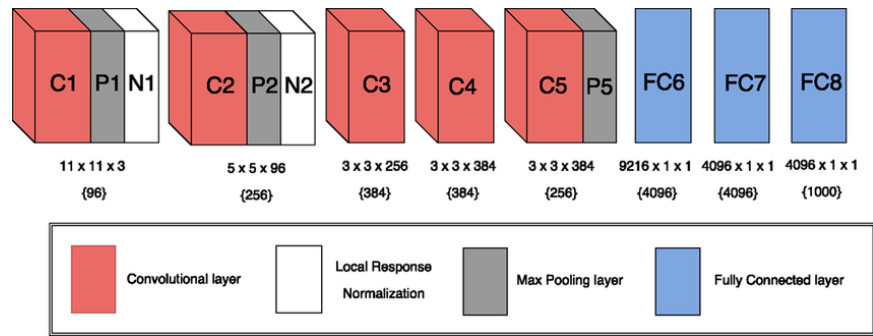 C1 P1 N1 C2 P2 N2 C3 C4 C5 P5 FC6 FC7 FC8
11 x 11 x 3 5 x 5 x 96 3 x 3 x 256 3 x 3 x 384 3 x 3 x 384 9216 x 1 x 1 4096 x 1 x 1 4096 x 1 x 1
{96} {256} {384} {384} {256} {4096} {4096} {1000}
Convolutional layer
Local Response
Normalization
Max Pooling layer
Fully Connected layer